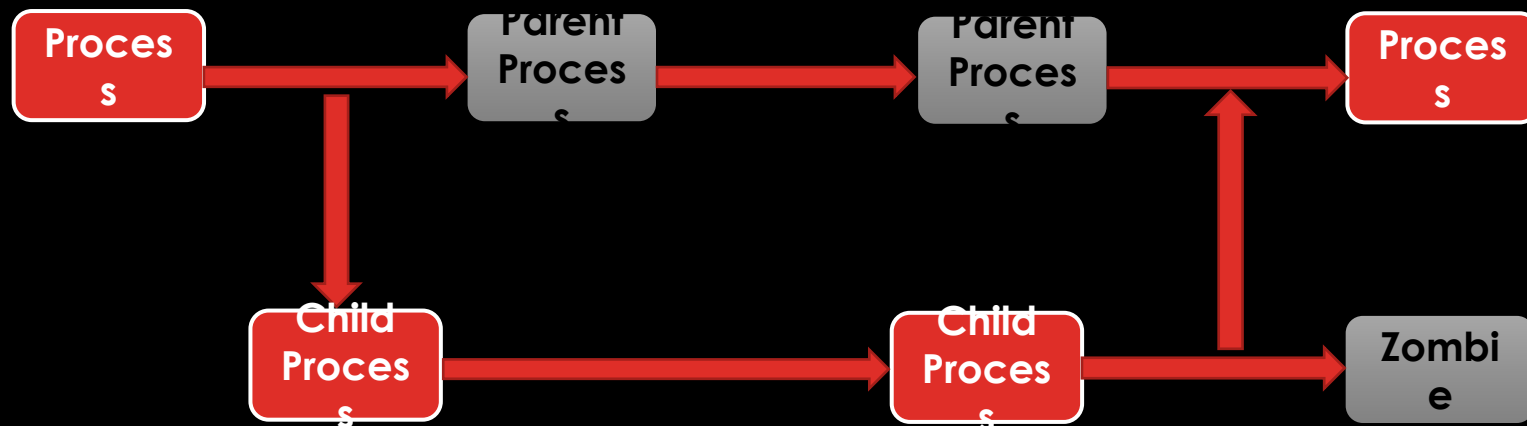 Proces
s
Parent
Proces
s
Parent
Proces
s
Proces
s
Child
Proces
s
Child
Proces
s
Zombi
e